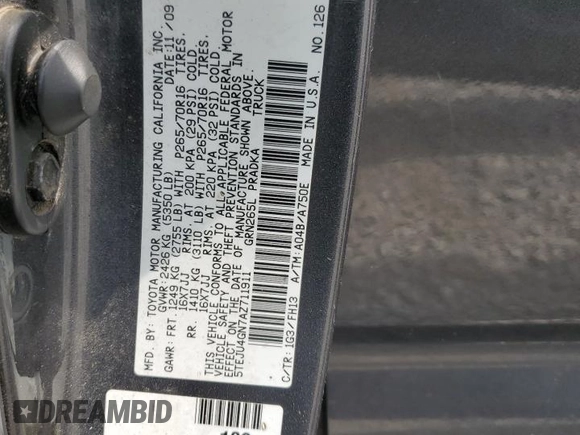 MFD. BY: TOYOTA MOTOR MANUFACTURING CALIFORNIA INC.
GVWR: 2426 KG (5350 LB) DATE: 11/09
GAWR: FRT. 1249 KG (2755 LB) WITH P265/70R16 TIRES.
16X7JJ RIMS. AT 200 KPA (29 PSI) COLD.
RR. 1410 KG (3110 LB) WITH P265/70R16 TIRES.
16X7JJ RIMS. AT 220 KPA (32 PSI) COLD.
THIS VEHICLE CONFORMS TO ALL APPLICABLE FEDERAL MOTOR
VEHICLE SAFETY AND THEFT PREVENTION STANDARDS IN
EFFECT ON THE DATE OF MANUFACTURE SHOWN ABOVE.
5TEJU4GN7AZ711911 GRN265L PRADKA TRUCK
C/TR: 1G3/FH13 A/TM: A04B/A750E MADE IN U.S.A. NO.126
DREAMBID
.com